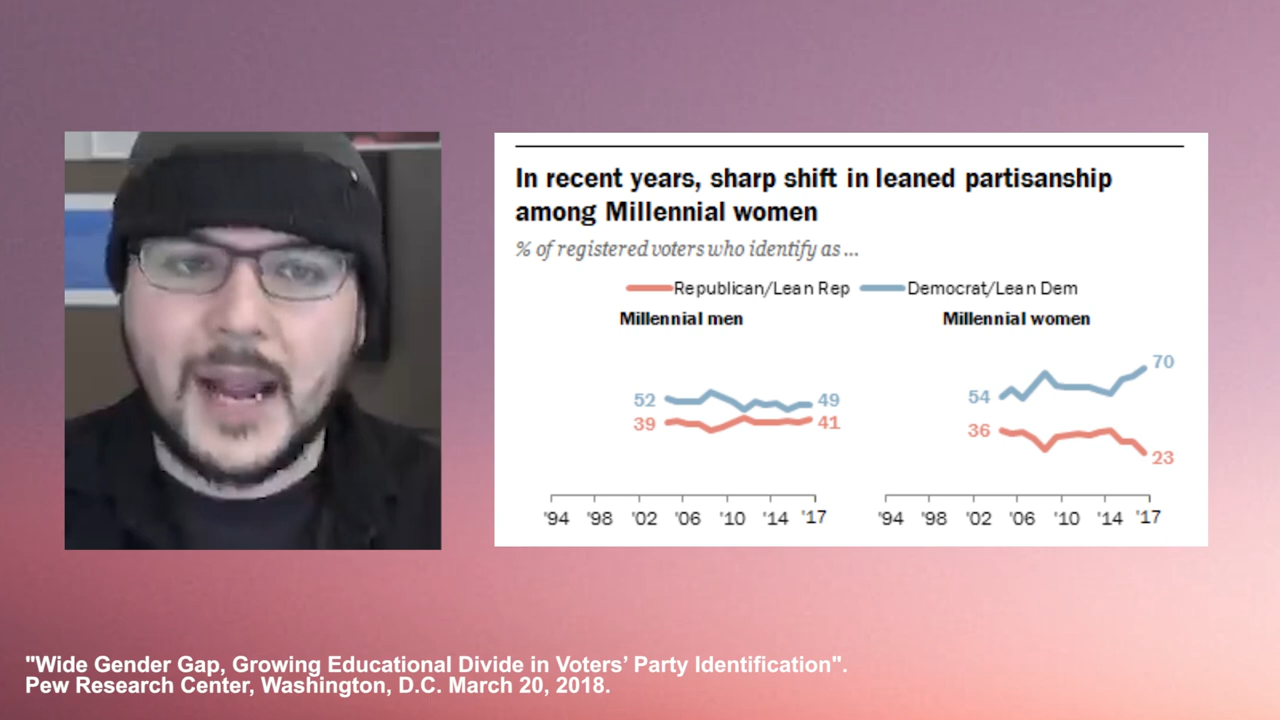 In recent years, sharp shift in leaned partisanship
among Millennial women
% of registered voters who identify as ...
Republican/Lean Rep Democrat/Lean Dem
Millennial men Millennial women
52 49
39 41
54 70
36 23
'94 '98 '02 '06 '10 '14 '17
'94 '98 '02 '06 '10 '14 '17
"Wide Gender Gap, Growing Educational Divide in Voters’ Party Identification".
Pew Research Center, Washington, D.C. March 20, 2018.